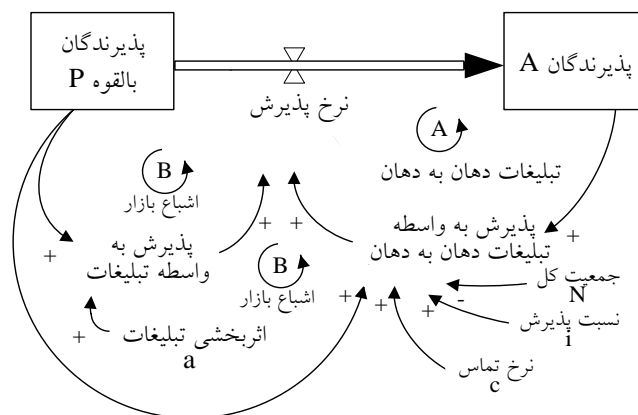 پذیرندگان
بالقوه P
پذیرندگان A
نرخ پذیرش
A
تبلیغات دهان به دهان
B
اشباع بازار
پذیرش به واسطه
تبلیغات دهان به دهان
+
+
+
+
پذیرش به
واسطه تبلیغات
B
اشباع بازار
جمعیت کل
N
-
+
+
+
نسبت پذیرش
i
+
اثربخشی تبلیغات
a
نرخ تماس
c